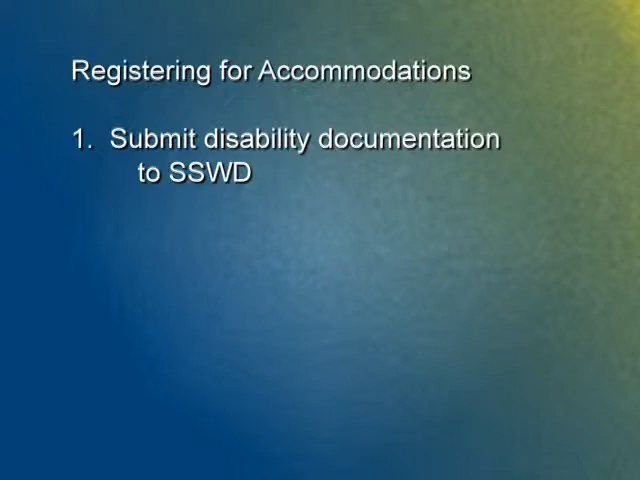 Registering for Accommodations
1. Submit disability documentation
to SSWD